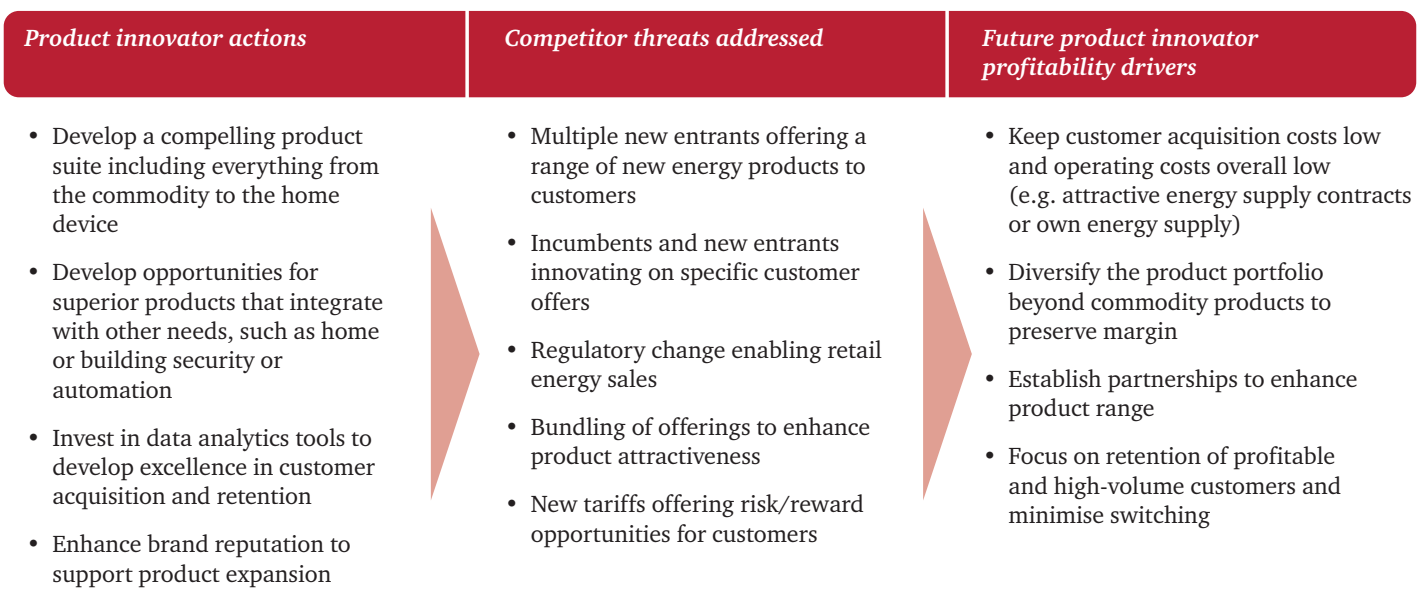 Product innovator actions
• Develop a compelling product
suite including everything from
the commodity to the home
device
• Develop opportunities for
superior products that integrate
with other needs, such as home
or building security or
automation
• Invest in data analytics tools to
develop excellence in customer
acquisition and retention
• Enhance brand reputation to
support product expansion
Competitor threats addressed
• Multiple new entrants offering a
range of new energy products to
customers
• Incumbents and new entrants
innovating on specific customer
offers
• Regulatory change enabling retail
energy sales
• Bundling of offerings to enhance
product attractiveness
• New tariffs offering risk/reward
opportunities for customers
Future product innovator
profitability drivers
• Keep customer acquisition costs low
and operating costs overall low
(e.g. attractive energy supply contracts
or own energy supply)
• Diversify the product portfolio
beyond commodity products to
preserve margin
• Establish partnerships to enhance
product range
• Focus on retention of profitable
and high-volume customers and
minimise switching